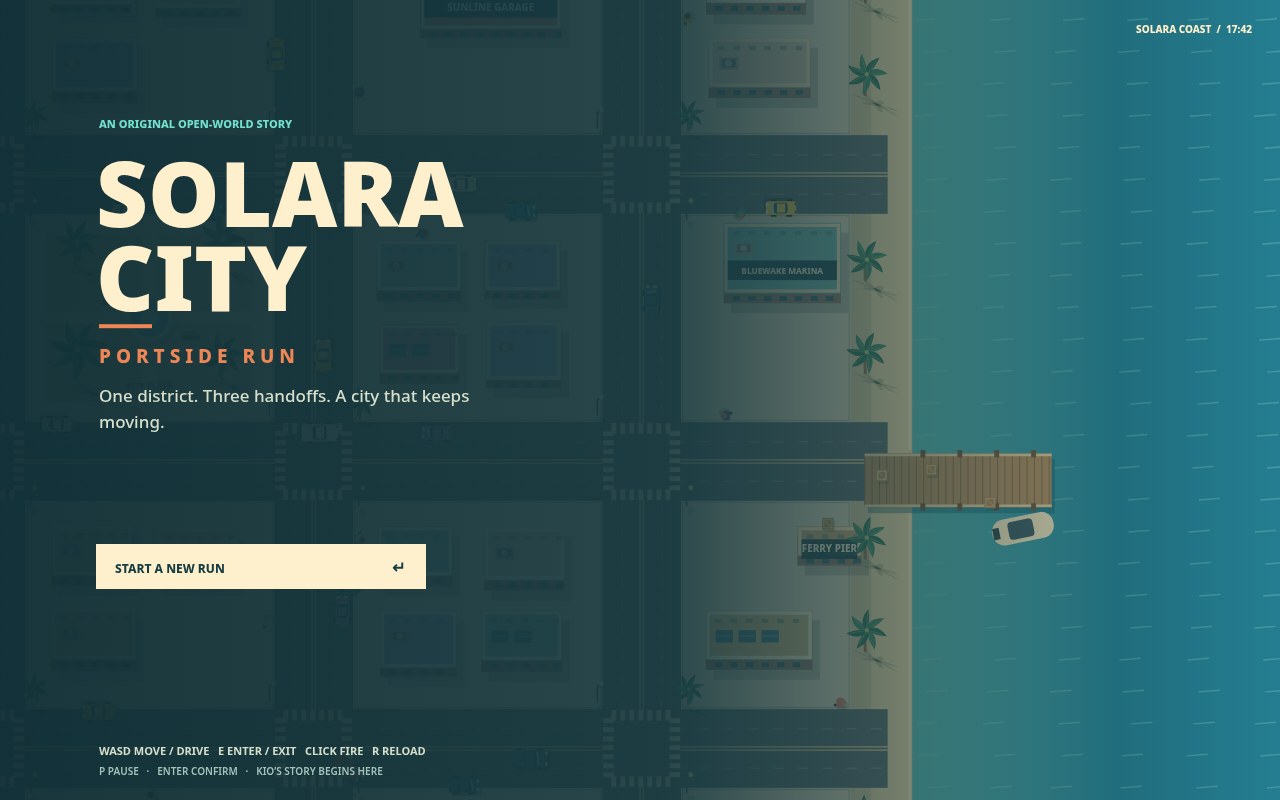 SUNLINE GARAGE
SOLARA COAST / 17:42
AN ORIGINAL OPEN-WORLD STORY
SOLARA
CITY
BLUEWAKE MARINA
PORTSIDE RUN
One district. Three handoffs. A city that keeps
moving.
FERRY PIER
START A NEW RUN ↵
WASD MOVE / DRIVE E ENTER / EXIT CLICK FIRE R RELOAD
P PAUSE · ENTER CONFIRM · KIO'S STORY BEGINS HERE